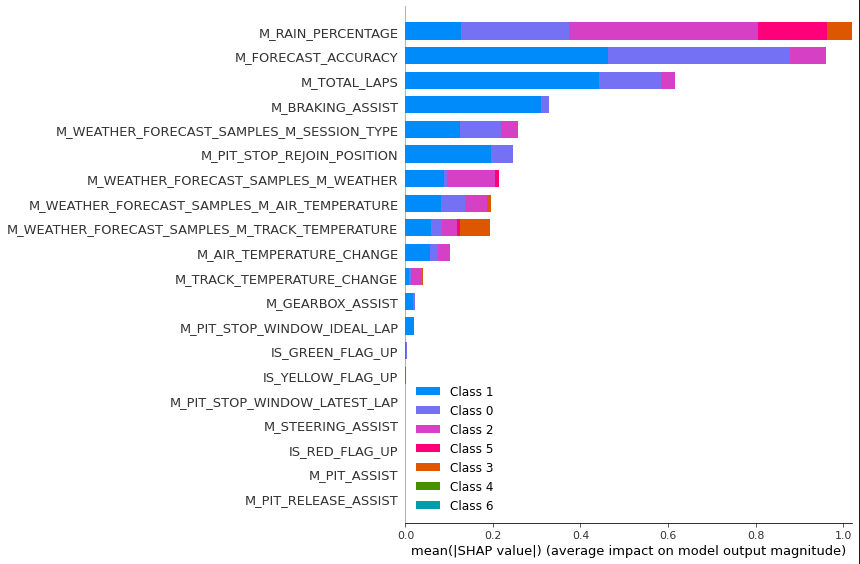 M_RAIN_PERCENTAGE
M_FORECAST_ACCURACY
M_TOTAL_LAPS
M_BRAKING_ASSIST
M_WEATHER_FORECAST_SAMPLES_M_SESSION_TYPE
M_PIT_STOP_REJOIN_POSITION
M_WEATHER_FORECAST_SAMPLES_M_WEATHER
M_WEATHER_FORECAST_SAMPLES_M_AIR_TEMPERATURE
M_WEATHER_FORECAST_SAMPLES_M_TRACK_TEMPERATURE
M_AIR_TEMPERATURE_CHANGE
M_TRACK_TEMPERATURE_CHANGE
M_GEARBOX_ASSIST
M_PIT_STOP_WINDOW_IDEAL_LAP
IS_GREEN_FLAG_UP
IS_YELLOW_FLAG_UP
M_PIT_STOP_WINDOW_LATEST_LAP
M_STEERING_ASSIST
IS_RED_FLAG_UP
M_PIT_ASSIST
M_PIT_RELEASE_ASSIST
Class 1
Class 0
Class 2
Class 5
Class 3
Class 4
Class 6
0.0 0.2 0.4 0.6 0.8 1.0
mean(|SHAP value|) (average impact on model output magnitude)